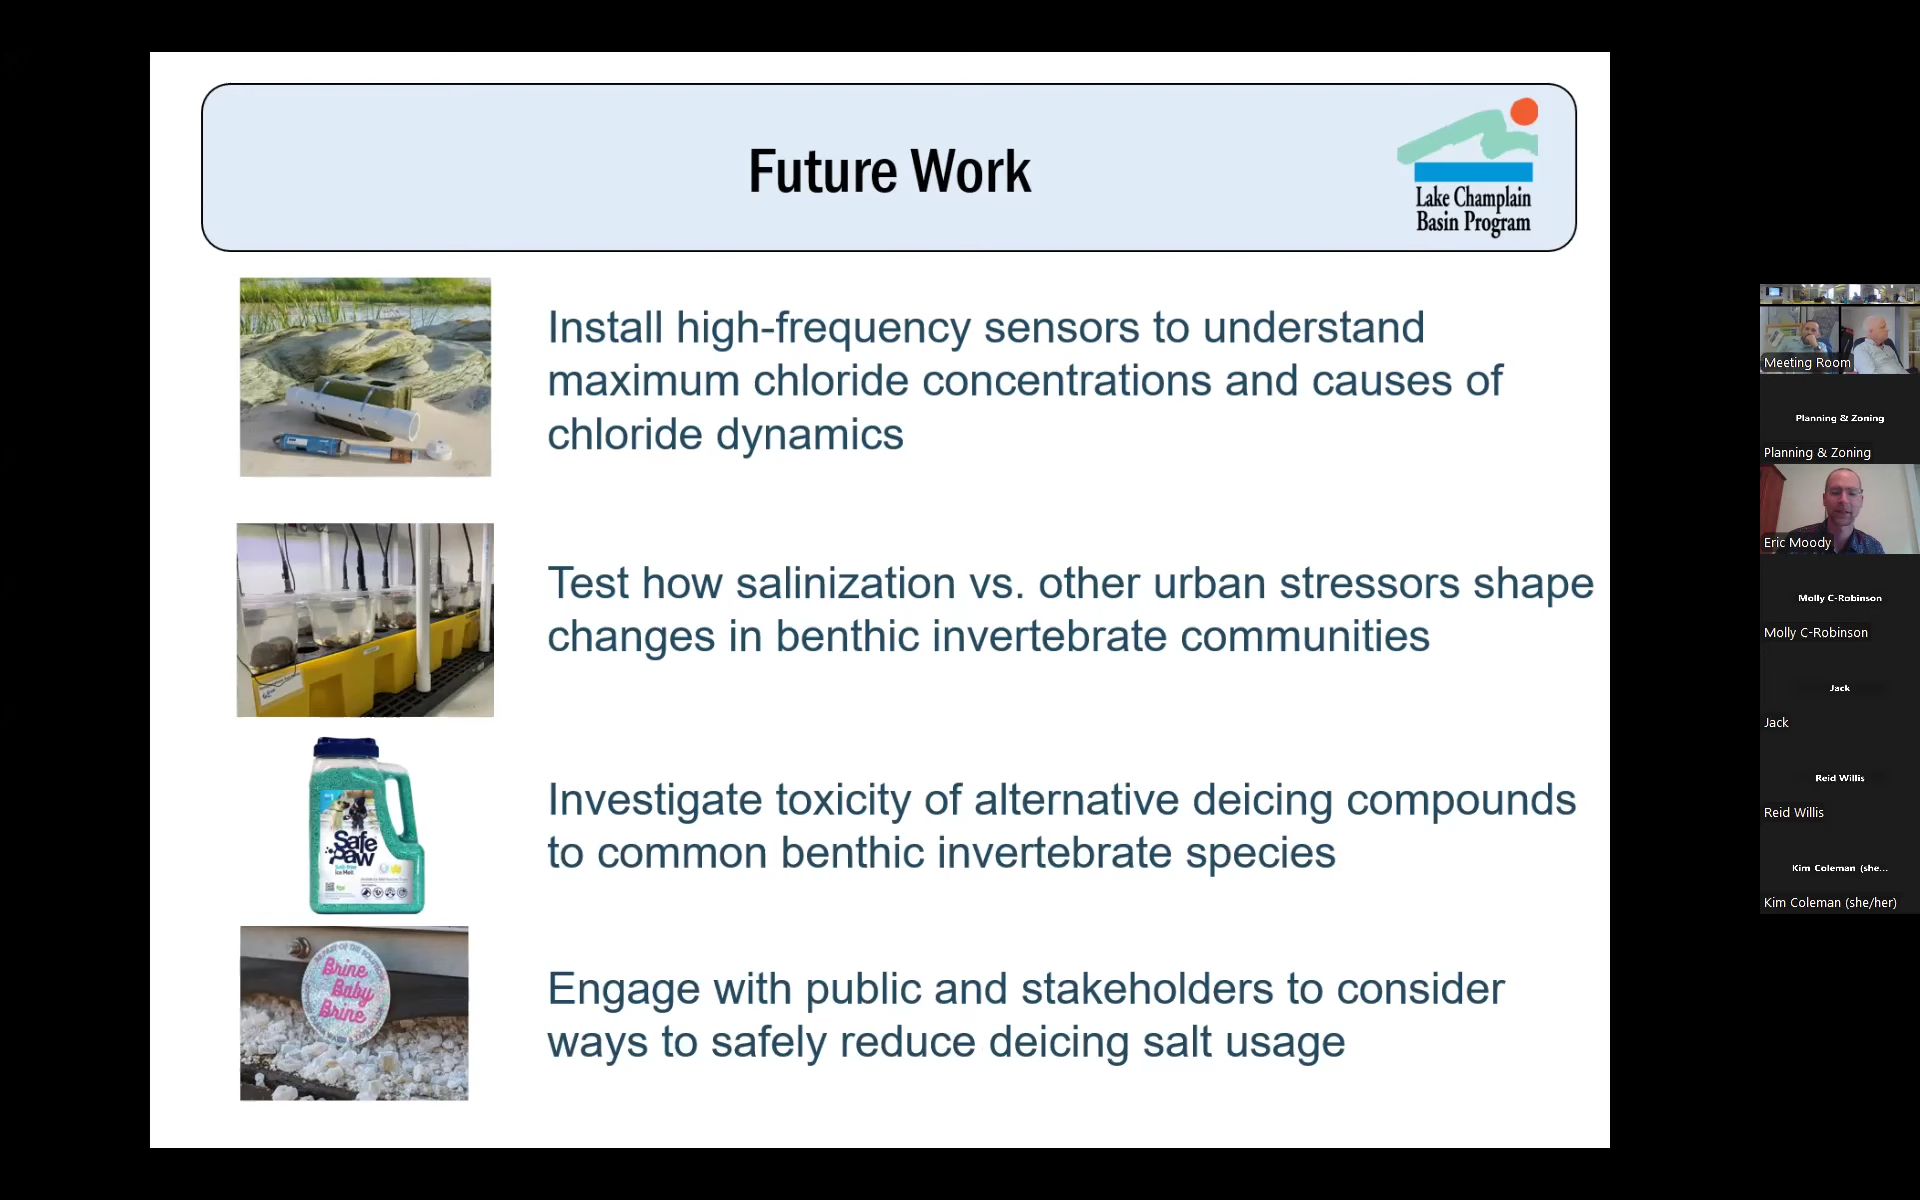 Future Work
Lake Champlain
Basin Program
Install high-frequency sensors to understand
maximum chloride concentrations and causes of
chloride dynamics
Test how salinization vs. other urban stressors shape
changes in benthic invertebrate communities
Safe
Paw
Ice Melt
Investigate toxicity of alternative deicing compounds
to common benthic invertebrate species
Brine
Baby
Brine
Engage with public and stakeholders to consider
ways to safely reduce deicing salt usage
Meeting Room
Planning & Zoning
Planning & Zoning
Eric Moody
Molly C-Robinson
Molly C-Robinson
Jack
Jack
Reid Willis
Reid Willis
Kim Coleman (she...
Kim Coleman (she/her)